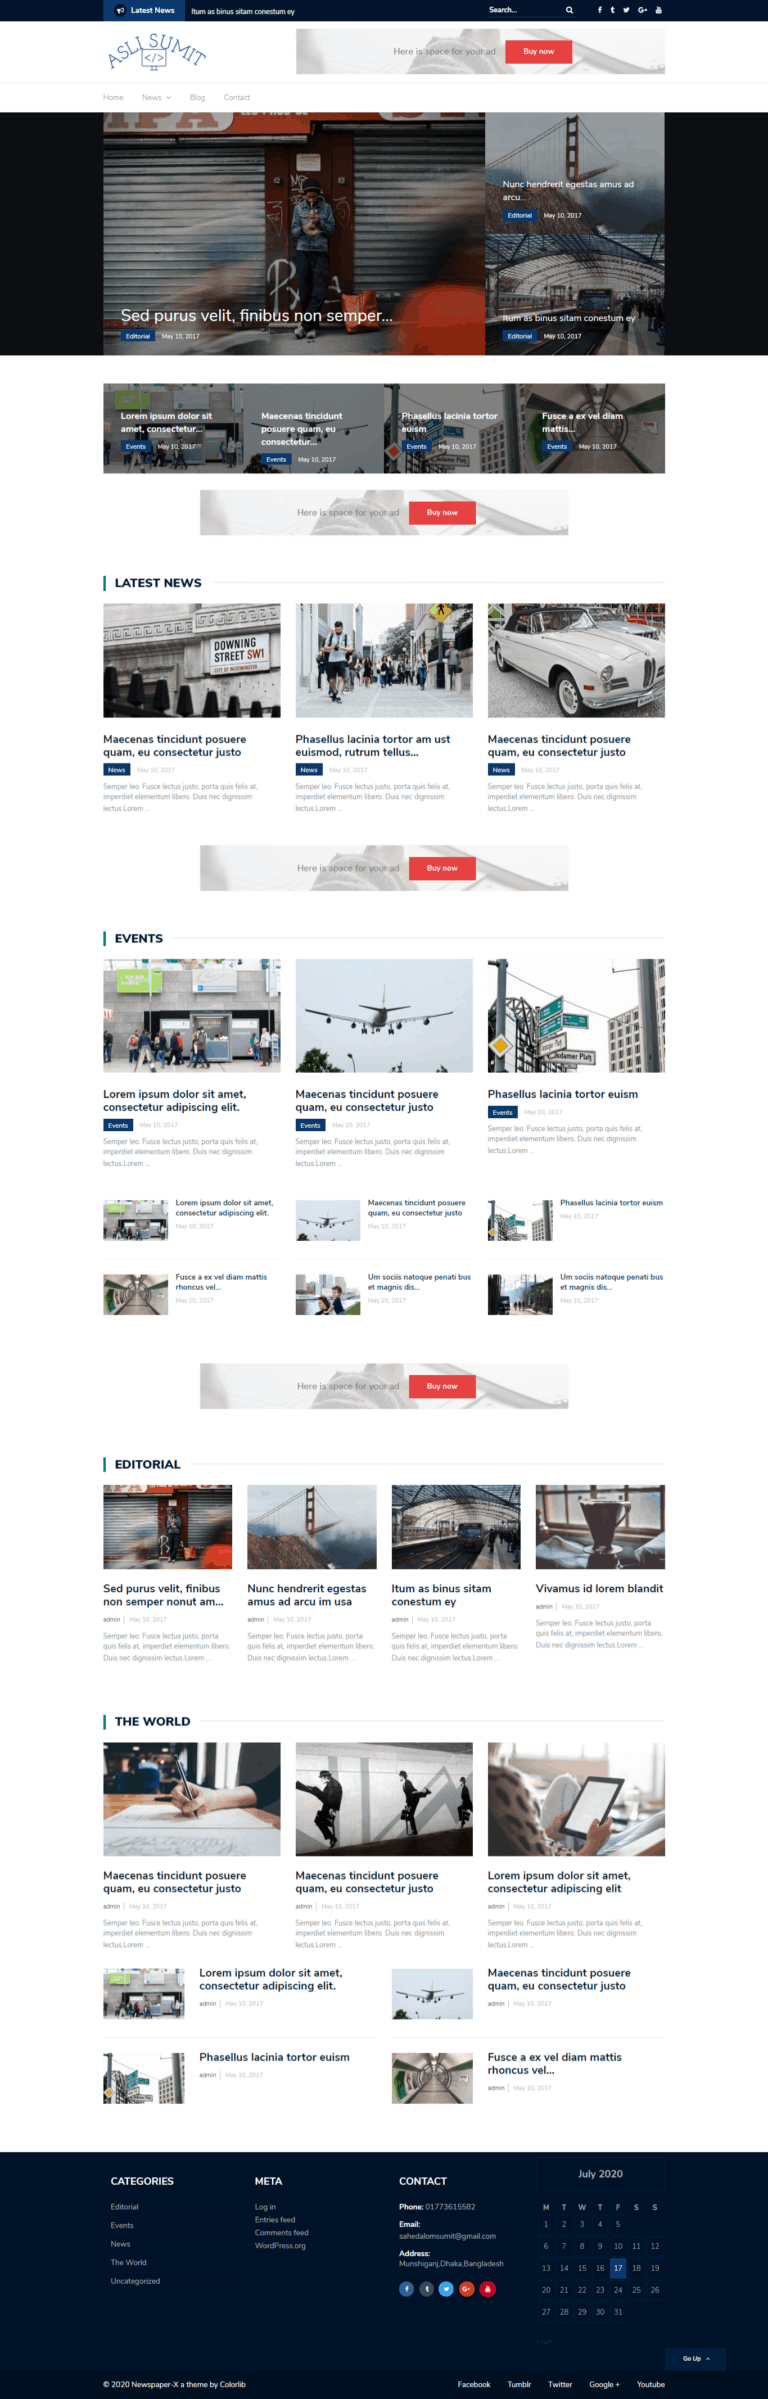 Latest News
Itum as binus sitam conestum ey
Search...
ASLI SUMIT
</>
Here is space for your ad
Buy now
Home
News
Blog
Contact
Sed purus velit, finibus non semper...
Editorial
May 10, 2017
Nunc hendrerit egestas amus ad
arcu...
Editorial
May 10, 2017
Itum as binus sitam conestum ey
Editorial
May 10, 2017
Lorem ipsum dolor sit
amet, consectetur...
Events
May 10, 2017
Maecenas tincidunt
posuere quam, eu
consectetur...
Events
May 10, 2017
Phasellus lacinia tortor
euism
Events
May 10, 2017
Fusce a ex vel diam
mattis...
Events
May 10, 2017
Here is space for your ad
Buy now
LATEST NEWS
DOWNING
STREET SW1
CITY OF WESTMINSTER
Maecenas tincidunt posuere
quam, eu consectetur justo
News
May 10, 2017
Semper leo. Fusce lectus justo, porta quis felis at,
imperdiet elementum libero. Duis nec dignissim
lectus.Lorem ...
Phasellus lacinia tortor am ust
euismod, rutrum tellus...
News
May 10, 2017
Semper leo. Fusce lectus justo, porta quis felis at,
imperdiet elementum libero. Duis nec dignissim
lectus.Lorem ...
Maecenas tincidunt posuere
quam, eu consectetur justo
News
May 10, 2017
Semper leo. Fusce lectus justo, porta quis felis at,
imperdiet elementum libero. Duis nec dignissim
lectus.Lorem ...
Here is space for your ad
Buy now
EVENTS
Lorem ipsum dolor sit amet,
consectetur adipiscing elit.
Events
May 10, 2017
Semper leo. Fusce lectus justo, porta quis felis at,
imperdiet elementum libero. Duis nec dignissim
lectus.Lorem ...
Maecenas tincidunt posuere
quam, eu consectetur justo
Events
May 10, 2017
Semper leo. Fusce lectus justo, porta quis felis at,
imperdiet elementum libero. Duis nec dignissim
lectus.Lorem ...
Phasellus lacinia tortor euism
Events
May 10, 2017
Semper leo. Fusce lectus justo, porta quis felis at,
imperdiet elementum libero. Duis nec dignissim
lectus.Lorem ...
Lorem ipsum dolor sit amet,
consectetur adipiscing elit.
May 10, 2017
Maecenas tincidunt posuere
quam, eu consectetur justo
May 10, 2017
Phasellus lacinia tortor euism
May 10, 2017
Fusce a ex vel diam mattis
rhoncus vel...
May 10, 2017
Um sociis natoque penati bus
et magnis dis...
May 10, 2017
Um sociis natoque penati bus
et magnis dis...
May 10, 2017
Here is space for your ad
Buy now
EDITORIAL
Sed purus velit, finibus
non semper nonut am...
admin | May 10, 2017
Semper leo. Fusce lectus justo, porta
quis felis at, imperdiet elementum libero.
Duis nec dignissim lectus.Lorem ...
Nunc hendrerit egestas
amus ad arcu im usa
admin | May 10, 2017
Semper leo. Fusce lectus justo, porta
quis felis at, imperdiet elementum libero.
Duis nec dignissim lectus.Lorem ...
Itum as binus sitam
conestum ey
admin | May 10, 2017
Semper leo. Fusce lectus justo, porta
quis felis at, imperdiet elementum libero.
Duis nec dignissim lectus.Lorem ...
Vivamus id lorem blandit
admin | May 10, 2017
Semper leo. Fusce lectus justo, porta
quis felis at, imperdiet elementum libero.
Duis nec dignissim lectus.Lorem ...
THE WORLD
Maecenas tincidunt posuere
quam, eu consectetur justo
admin | May 10, 2017
Semper leo. Fusce lectus justo, porta quis felis at,
imperdiet elementum libero. Duis nec dignissim
lectus.Lorem ...
Maecenas tincidunt posuere
quam, eu consectetur justo
admin | May 10, 2017
Semper leo. Fusce lectus justo, porta quis felis at,
imperdiet elementum libero. Duis nec dignissim
lectus.Lorem ...
Lorem ipsum dolor sit amet,
consectetur adipiscing elit
admin | May 10, 2017
Semper leo. Fusce lectus justo, porta quis felis at,
imperdiet elementum libero. Duis nec dignissim
lectus.Lorem ...
Lorem ipsum dolor sit amet,
consectetur adipiscing elit.
admin | May 10, 2017
Maecenas tincidunt posuere
quam, eu consectetur justo
admin | May 10, 2017
Phasellus lacinia tortor euism
admin | May 10, 2017
Fusce a ex vel diam mattis
rhoncus vel...
admin | May 10, 2017
CATEGORIES
Editorial
Events
News
The World
Uncategorized
META
Log in
Entries feed
Comments feed
WordPress.org
CONTACT
Phone: 01773615582
Email:
sahedalomsumit@gmail.com
Address:
Munshiganj,Dhaka,Bangladesh
July 2020
M T W T F S S
1 2 3 4 5
6 7 8 9 10 11 12
13 14 15 16 17 18 19
20 21 22 23 24 25 26
27 28 29 30 31
« Jun
Go Up
© 2020 Newspaper-X a theme by Colorlib
Facebook
Tumblr
Twitter
Google +
Youtube